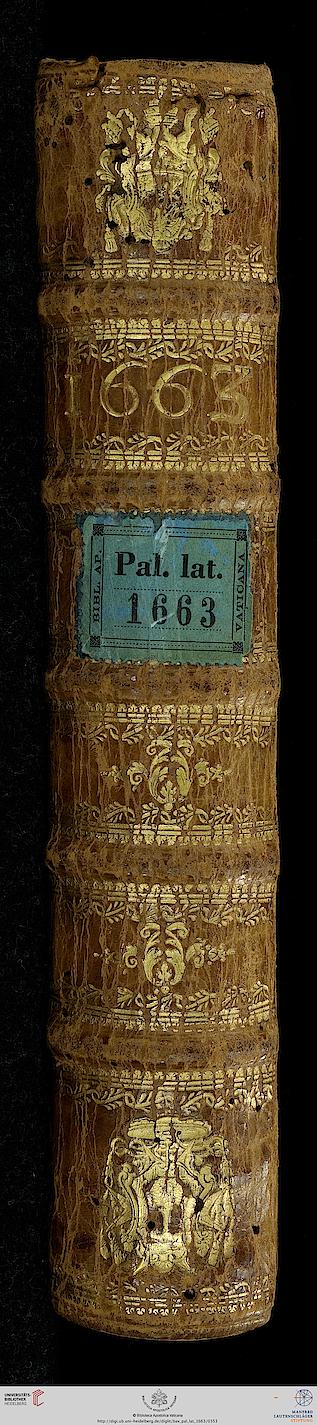 1663
BIBL. AP. VATICANA
Pal. lat.
1663
UNIVERSITÄTS-
BIBLIOTHEK
HEIDELBERG
© Biblioteca Apostolica Vaticana
http://digi.ub.uni-heidelberg.de/diglit/bav_pal_lat_1663/0353
MANFRED
LAUTENSCHLÄGER
STIFTUNG